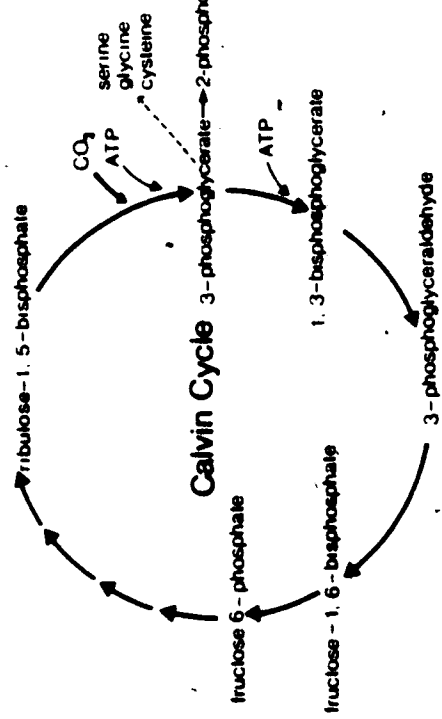 serine
glycine
cysteine
CO2
ATP
ribulose-1, 5-bisphosphate
3-phosphoglycerate
2-phospho
Calvin Cycle
ATP
1, 3-bisphosphoglycerate
3-phosphoglyceraldehyde
fructose-1, 6-bisphosphate
fructose 6-phosphate